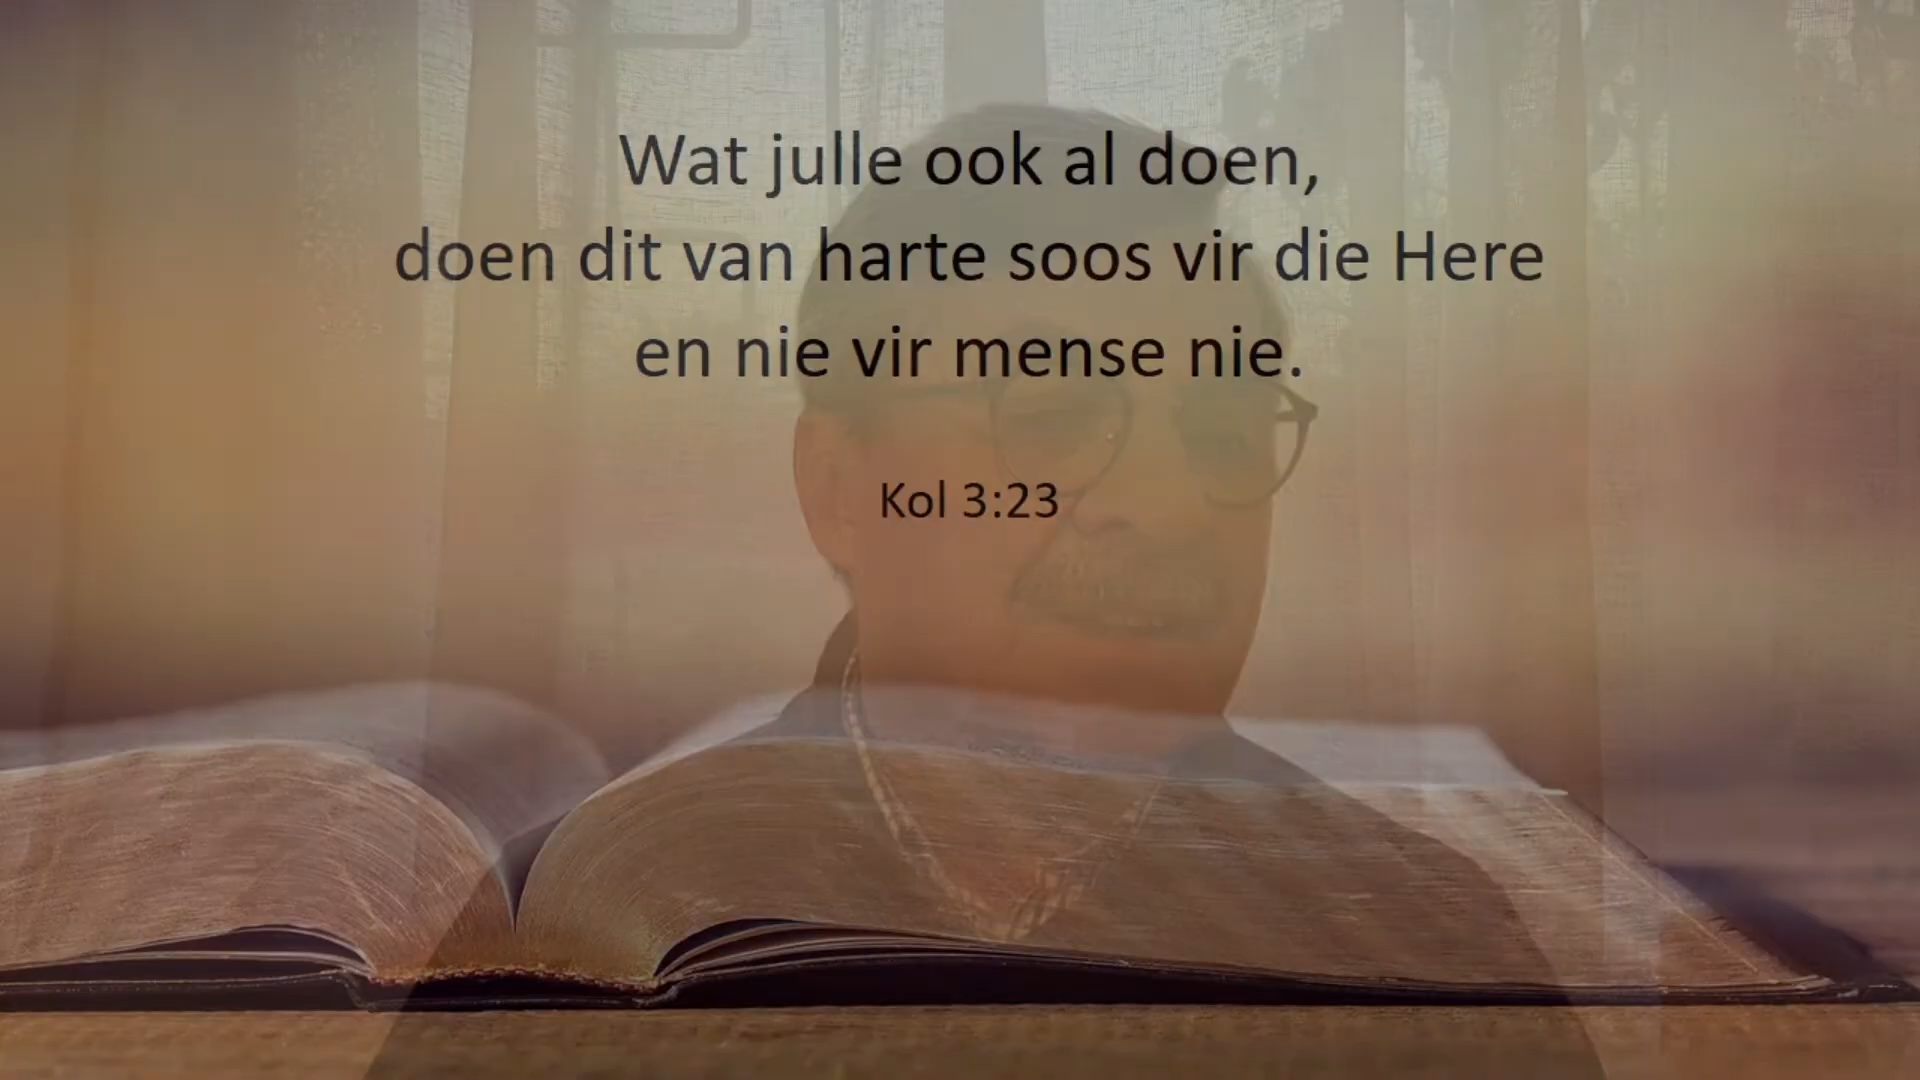 Wat julle ook al doen,
doen dit van harte soos vir die Here
en nie vir mense nie.
Kol 3:23